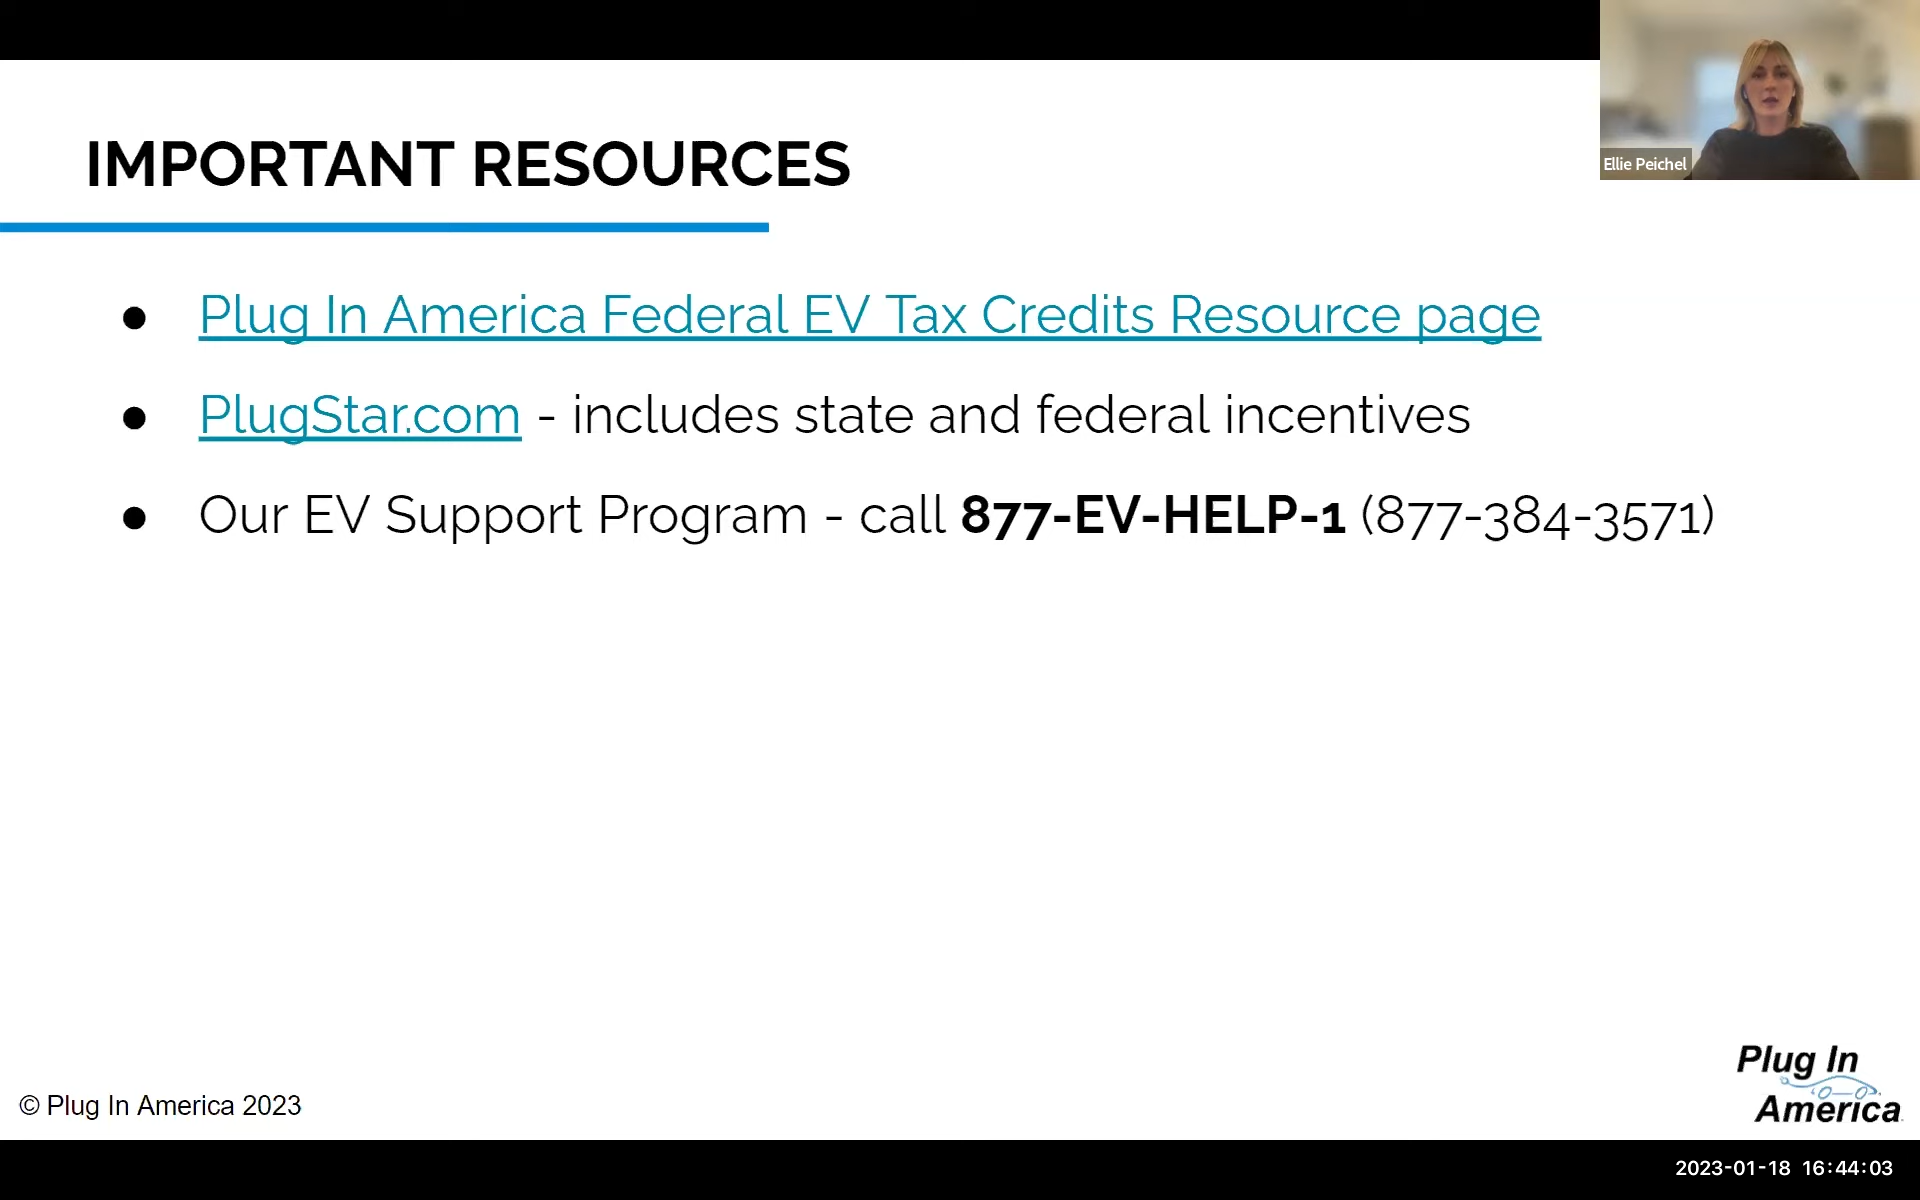 Ellie Peichel
IMPORTANT RESOURCES
● Plug In America Federal EV Tax Credits Resource page
● PlugStar.com - includes state and federal incentives
● Our EV Support Program - call 877-EV-HELP-1 (877-384-3571)
© Plug In America 2023
Plug In
America
2023-01-18 16:44:03